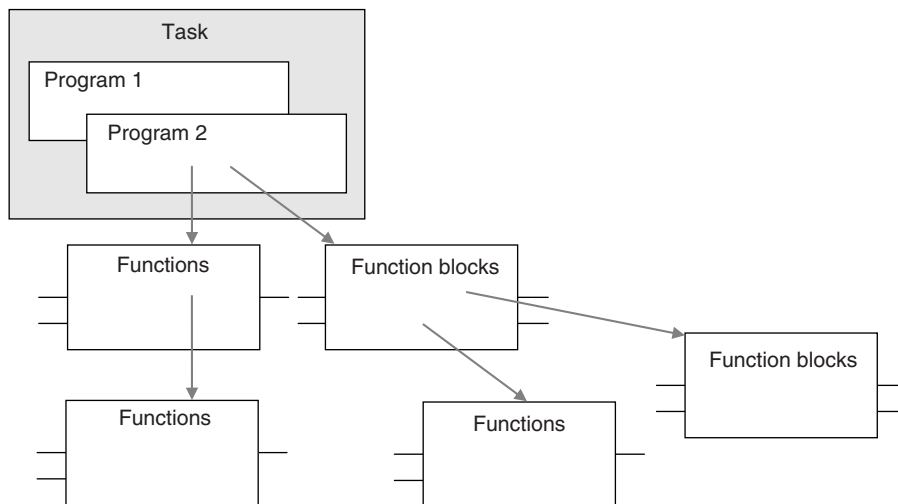 Task
Program 1
Program 2
Functions
Function blocks
Function blocks
Functions
Functions